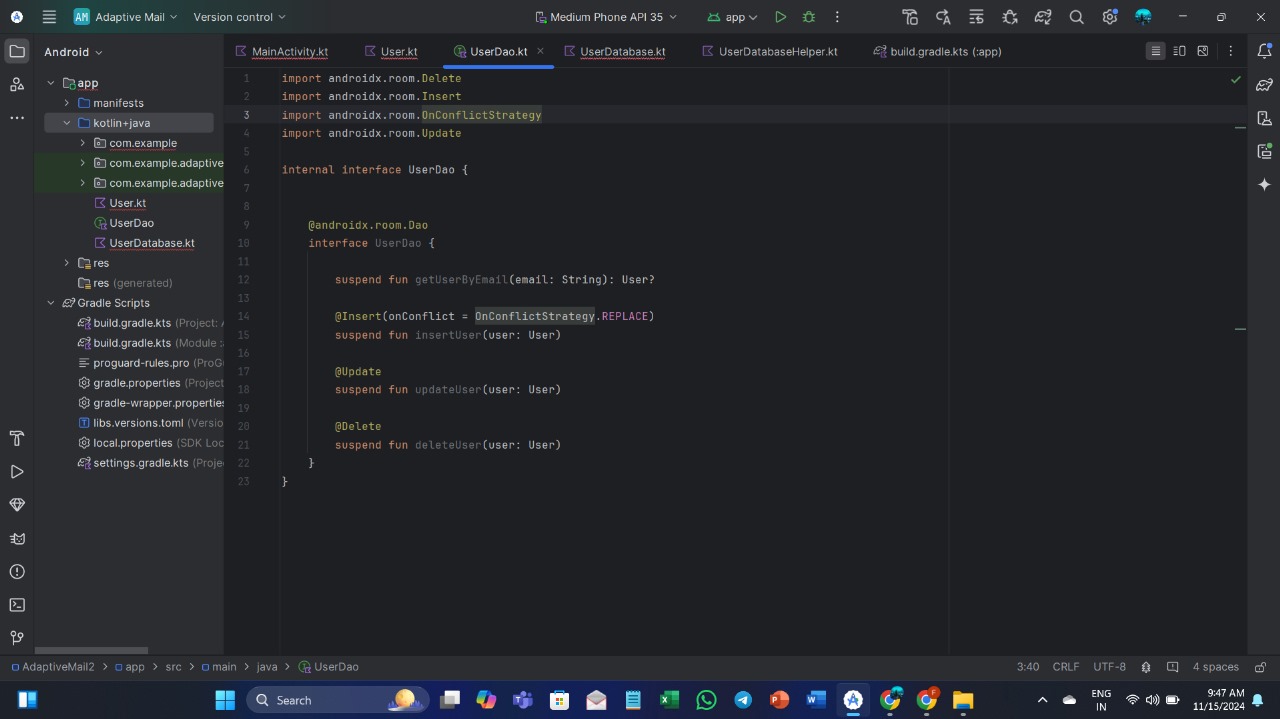 AM Adaptive Mail Version control Medium Phone API 35 app
Android MainActivity.kt User.kt UserDao.kt UserDatabase.kt UserDatabaseHelper.kt build.gradle.kts (:app)
app
manifests
kotlin+java
com.example
com.example.adaptive
com.example.adaptive
User.kt
UserDao
UserDatabase.kt
res
res (generated)
Gradle Scripts
build.gradle.kts (Project: A
build.gradle.kts (Module :
proguard-rules.pro (ProG
gradle.properties (Project
gradle-wrapper.properties
libs.versions.toml (Versio
local.properties (SDK Loc
settings.gradle.kts (Proje
1 import androidx.room.Delete
2 import androidx.room.Insert
3 import androidx.room.OnConflictStrategy
4 import androidx.room.Update
5
6 internal interface UserDao {
7
8
9 @androidx.room.Dao
10 interface UserDao {
11
12 suspend fun getUserByEmail(email: String): User?
13
14 @Insert(onConflict = OnConflictStrategy.REPLACE)
15 suspend fun insertUser(user: User)
16
17 @Update
18 suspend fun updateUser(user: User)
19
20 @Delete
21 suspend fun deleteUser(user: User)
22 }
23 }
AdaptiveMail2 > app > src > main > java > UserDao 3:40 CRLF UTF-8 4 spaces
Search ENG IN 9:47 AM 11/15/2024